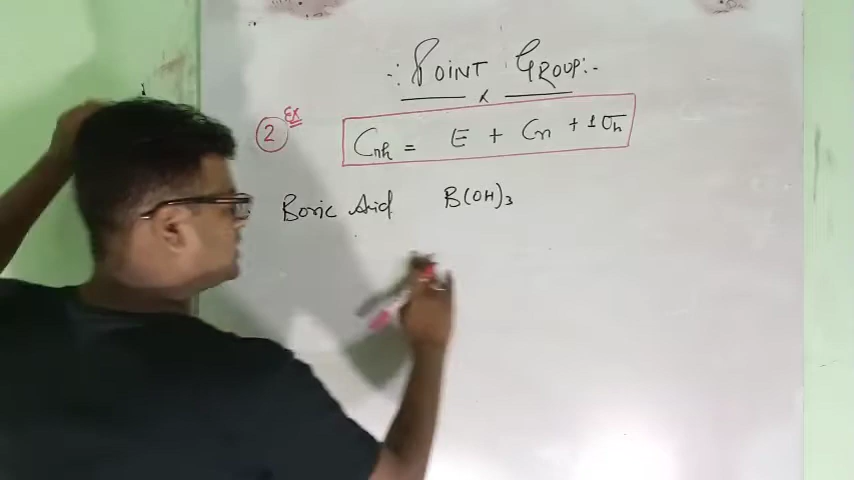 -: POINT GROUP :-
2 Ex
Cnh = E + Cn + 1σh
Boric Acid B(OH)3